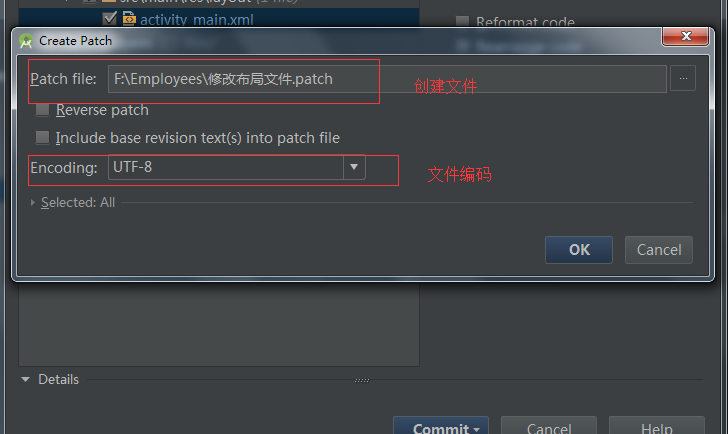 src\main\res\layout (1 file)
activity_main.xml
Reformat code
Create Patch
Patch file: F:\Employees\修改布局文件.patch ...
创建文件
Reverse patch
Include base revision text(s) into patch file
Encoding: UTF-8
文件编码
Selected: All
OK Cancel
Details
Commit Cancel Help